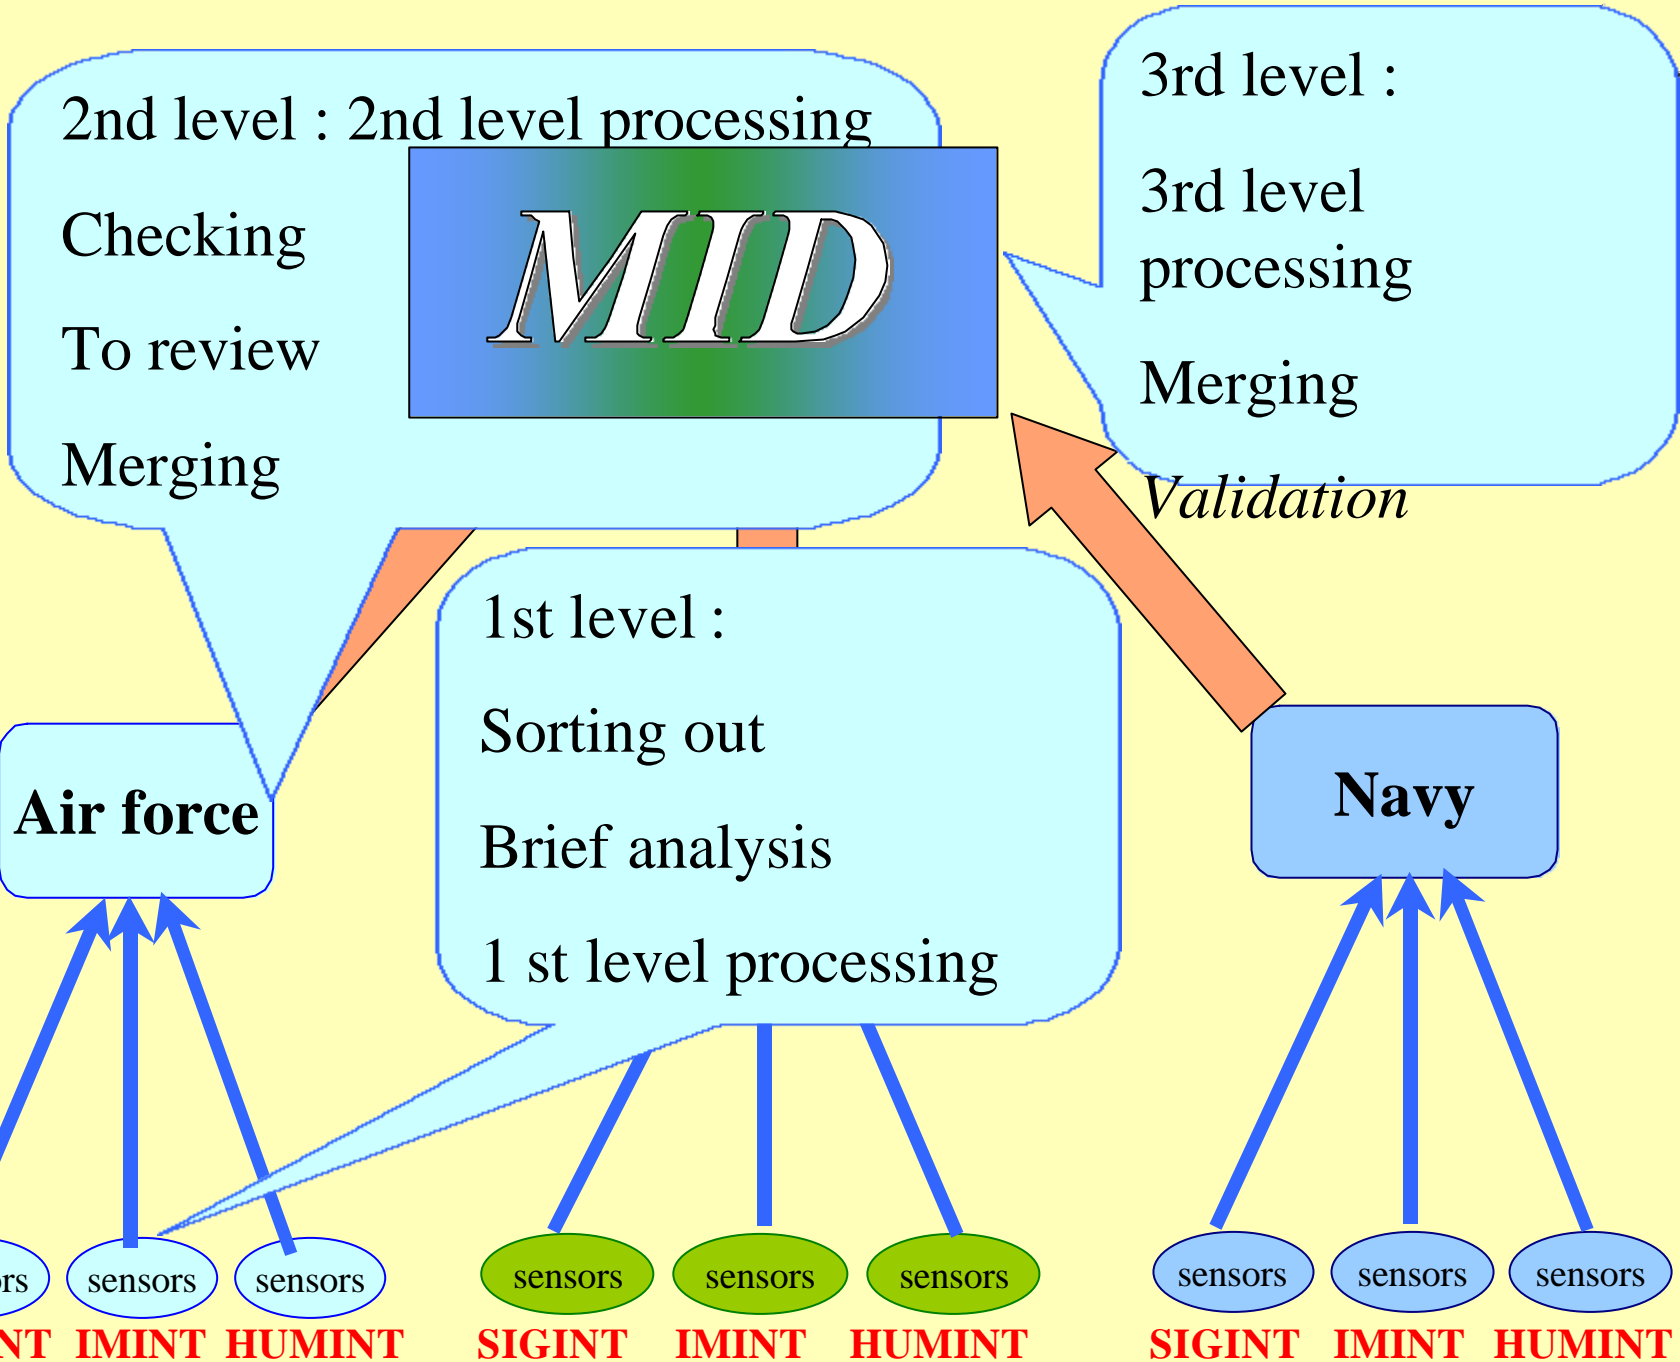 2nd level : 2nd level processing
Checking
To review
Merging
MID
3rd level :
3rd level
processing
Merging
Validation
1st level :
Sorting out
Brief analysis
1 st level processing
Air force
Navy
sensors sensors sensors sensors sensors sensors sensors sensors
IMINT HUMINT SIGINT IMINT HUMINT SIGINT IMINT HUMINT